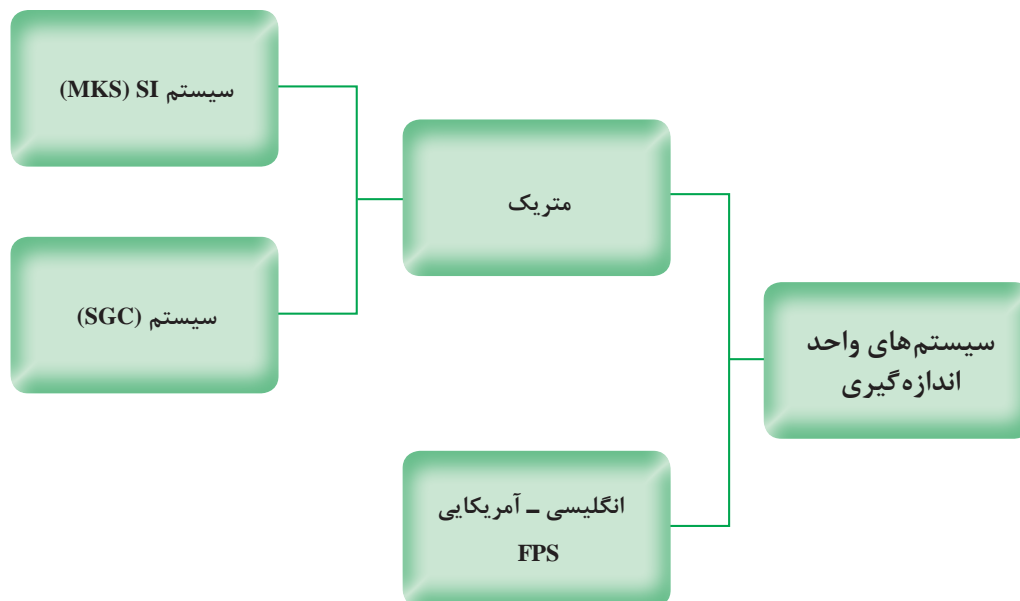 سیستم‌های واحد
اندازه‌گیری
متریک
سیستم SI (MKS)
سیستم (SGC)
انگلیسی ـ آمریکایی
FPS